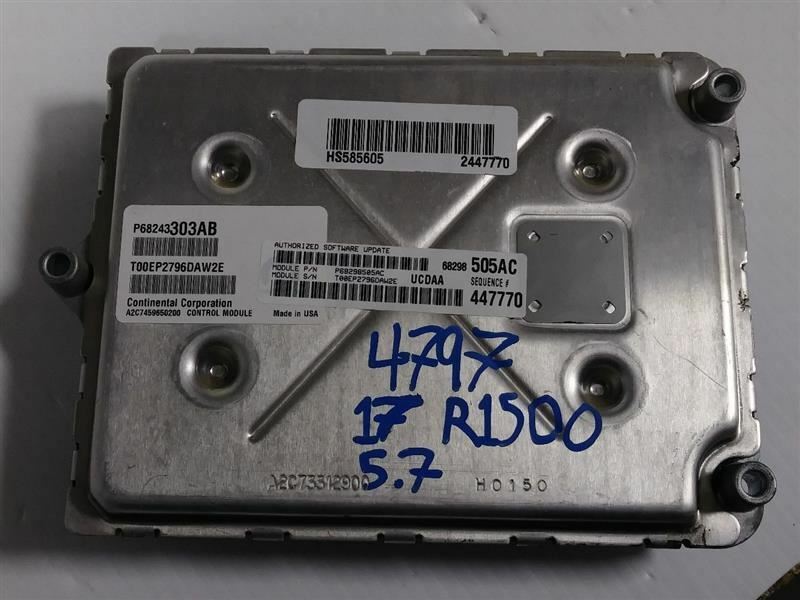 HS585605 2447770
P68243303AB
T00EP2796DAW2E
Continental Corporation
A2C7459650200 CONTROL MODULE
Made in USA
AUTHORIZED SOFTWARE UPDATE
68298 505AC
MODULE P/N P68298505AC
MODULE S/N T00EP2796DAW2E
UCDAA
SEQUENCE #
447770
4797
17 R1500
5.7
A2C73312900 H0150